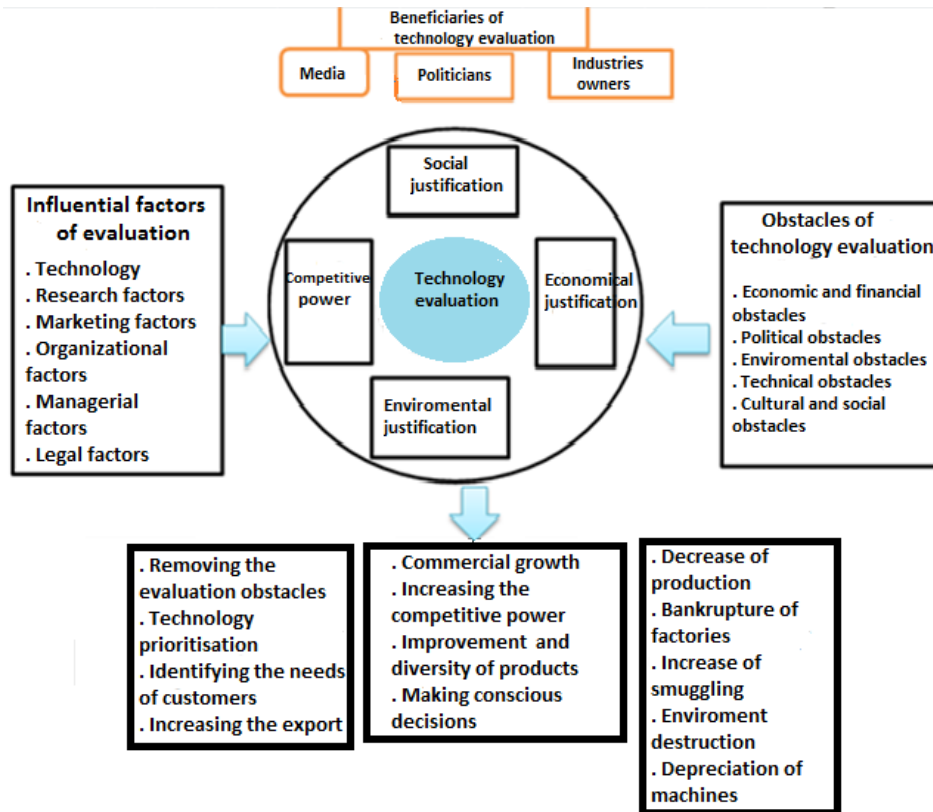 Beneficiaries of
technology evaluation
Media
Politicians
Industries
owners
Social
justification
Influential factors
of evaluation
. Technology
. Research factors
. Marketing factors
. Organizational
factors
. Managerial
factors
. Legal factors
Competitive
power
Technology
evaluation
Economical
justification
Enviromental
justification
Obstacles of
technology evaluation
. Economic and financial
obstacles
. Political obstacles
. Enviromental obstacles
. Technical obstacles
. Cultural and social
obstacles
. Removing the
evaluation obstacles
. Technology
prioritisation
. Identifying the needs
of customers
. Increasing the export
. Commercial growth
. Increasing the
competitive power
. Improvement and
diversity of products
. Making conscious
decisions
. Decrease of
production
. Bankrupture of
factories
. Increase of
smuggling
. Enviroment
destruction
. Depreciation of
machines